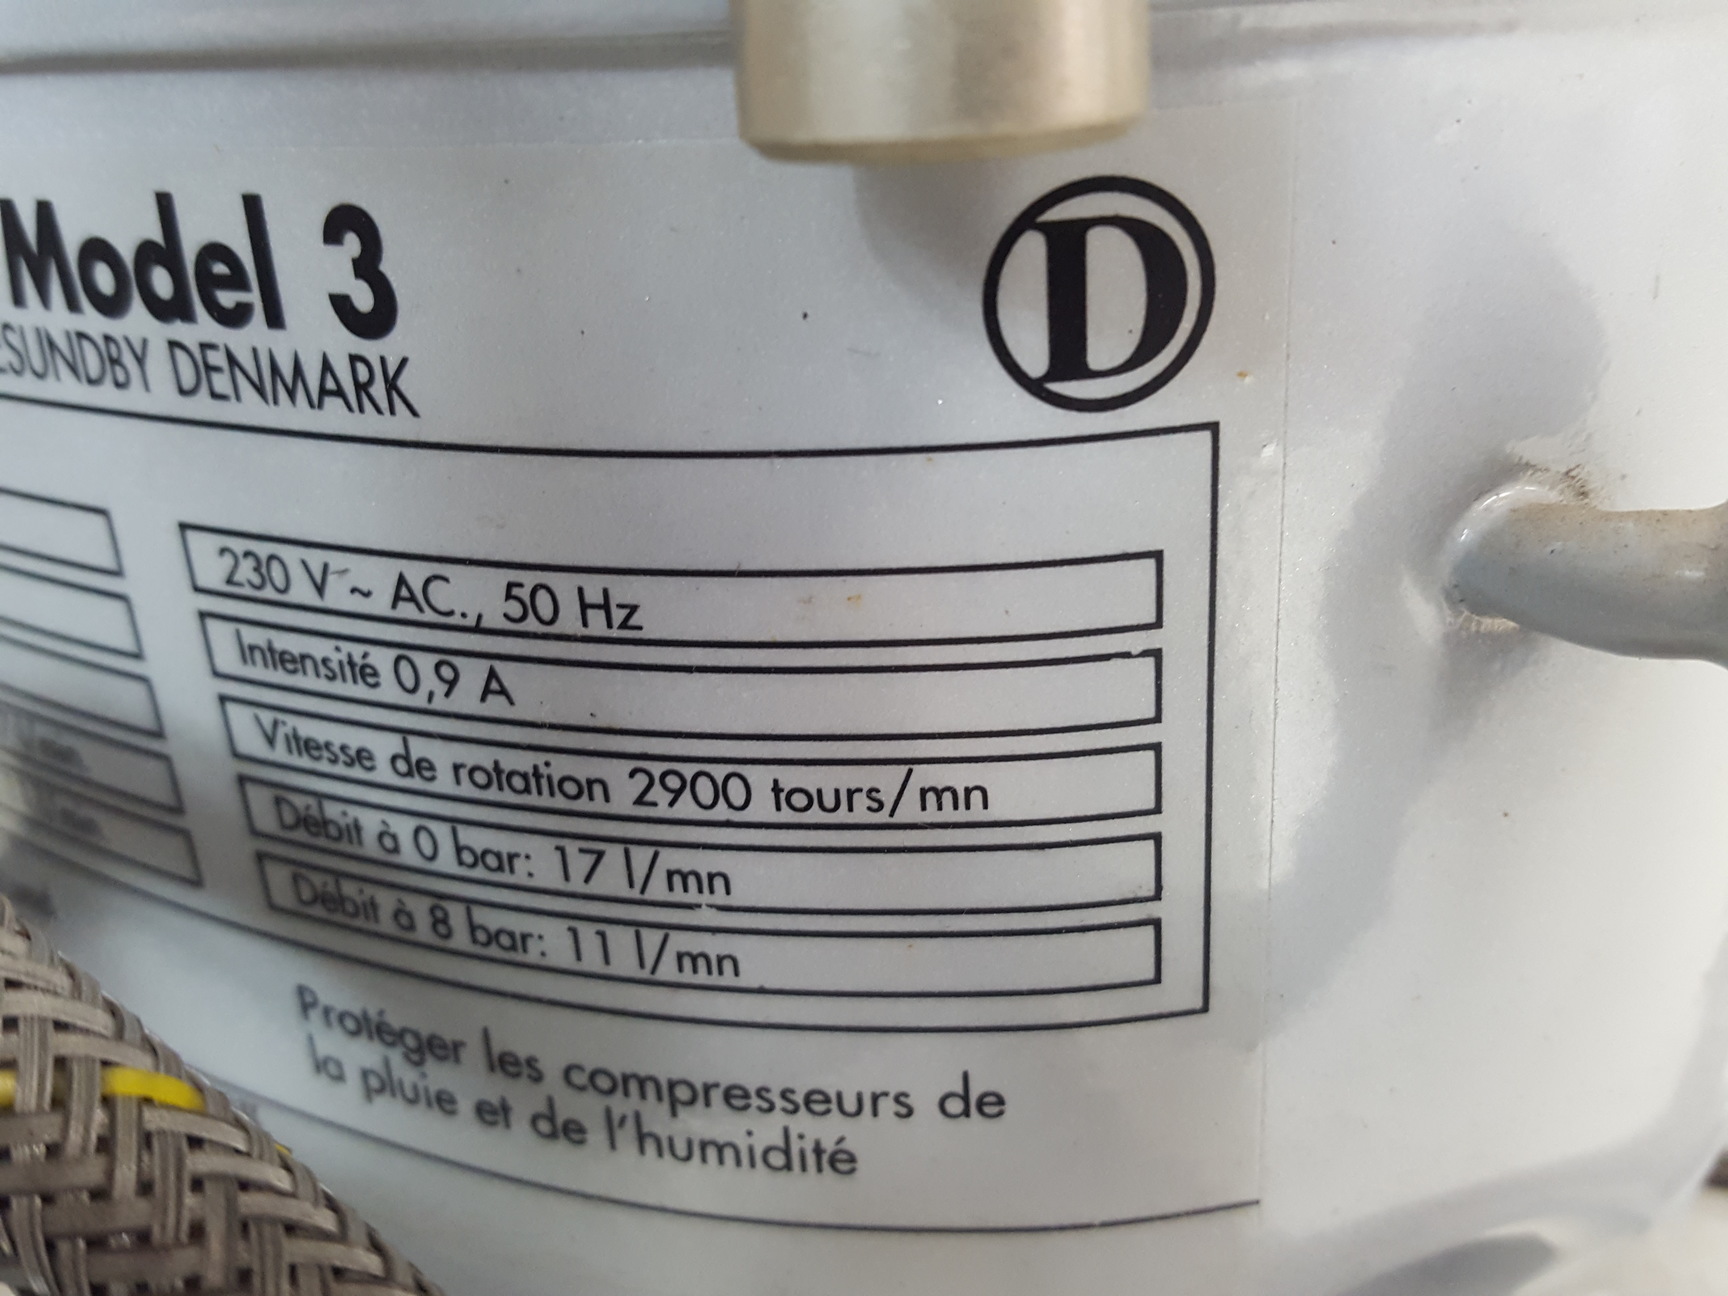 Model 3
D
SUNDBY DENMARK
230 V ~ AC., 50 Hz
Intensité 0,9 A
Vitesse de rotation 2900 tours/mn
Débit à 0 bar: 17 l/mn
Débit à 8 bar: 11 l/mn
Protéger les compresseurs de
la pluie et de l'humidité